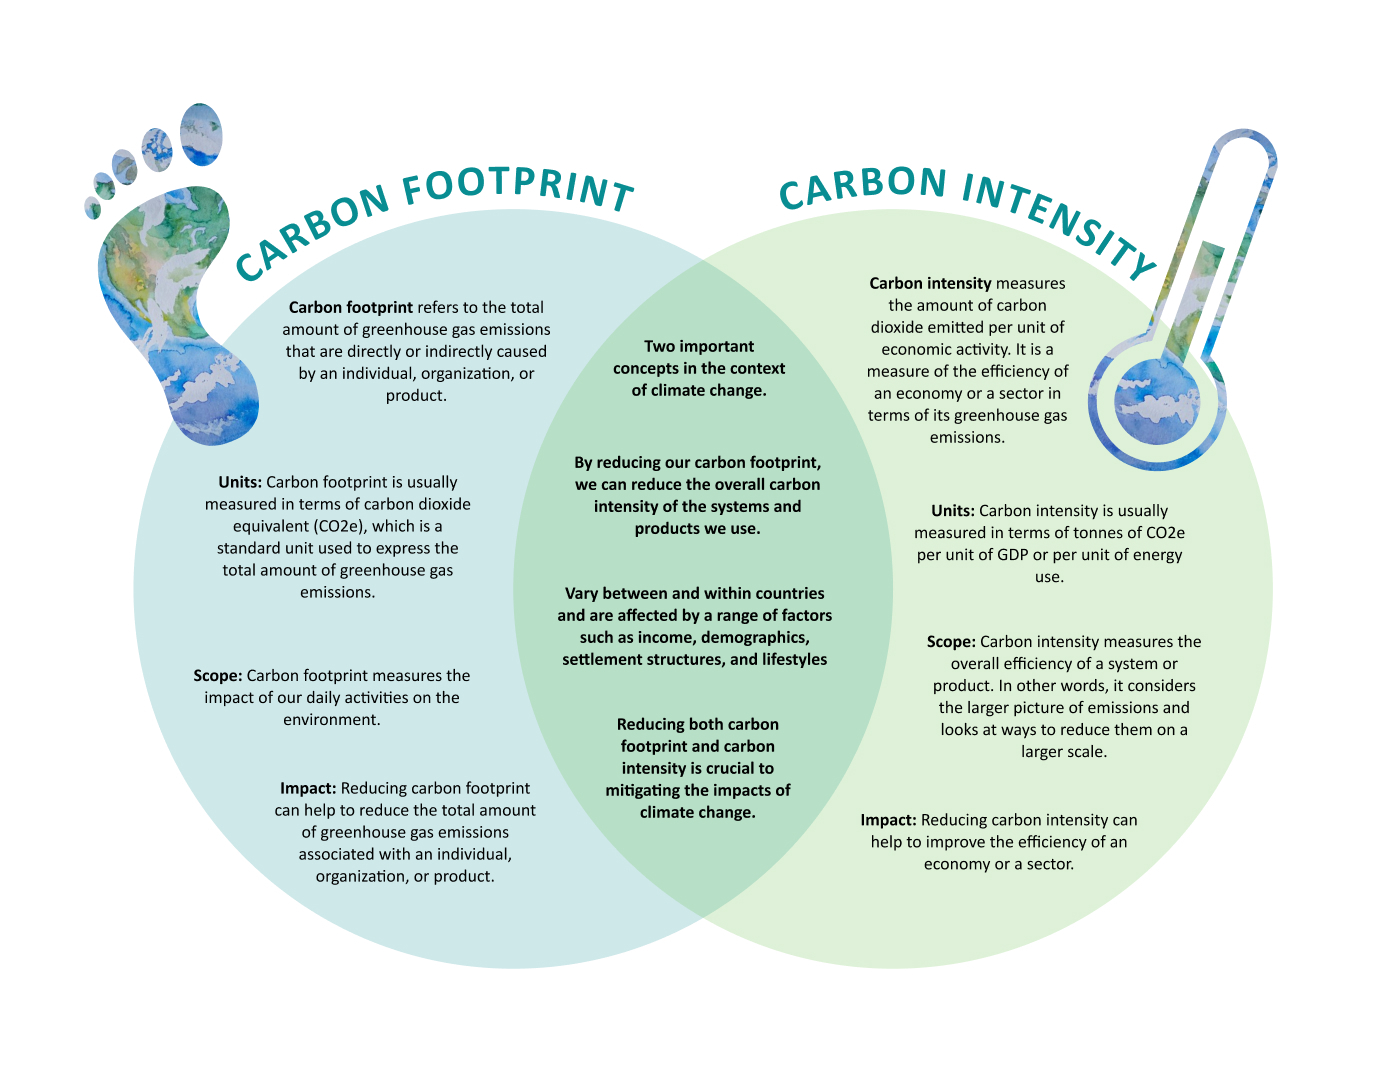 CARBON FOOTPRINT
Carbon footprint refers to the total
amount of greenhouse gas emissions
that are directly or indirectly caused
by an individual, organization, or
product.
Units: Carbon footprint is usually
measured in terms of carbon dioxide
equivalent (CO2e), which is a
standard unit used to express the
total amount of greenhouse gas
emissions.
Scope: Carbon footprint measures the
impact of our daily activities on the
environment.
Impact: Reducing carbon footprint
can help to reduce the total amount
of greenhouse gas emissions
associated with an individual,
organization, or product.
Two important
concepts in the context
of climate change.
By reducing our carbon footprint,
we can reduce the overall carbon
intensity of the systems and
products we use.
Vary between and within countries
and are affected by a range of factors
such as income, demographics,
settlement structures, and lifestyles
Reducing both carbon
footprint and carbon
intensity is crucial to
mitigating the impacts of
climate change.
CARBON INTENSITY
Carbon intensity measures
the amount of carbon
dioxide emitted per unit of
economic activity. It is a
measure of the efficiency of
an economy or a sector in
terms of its greenhouse gas
emissions.
Units: Carbon intensity is usually
measured in terms of tonnes of CO2e
per unit of GDP or per unit of energy
use.
Scope: Carbon intensity measures the
overall efficiency of a system or
product. In other words, it considers
the larger picture of emissions and
looks at ways to reduce them on a
larger scale.
Impact: Reducing carbon intensity can
help to improve the efficiency of an
economy or a sector.